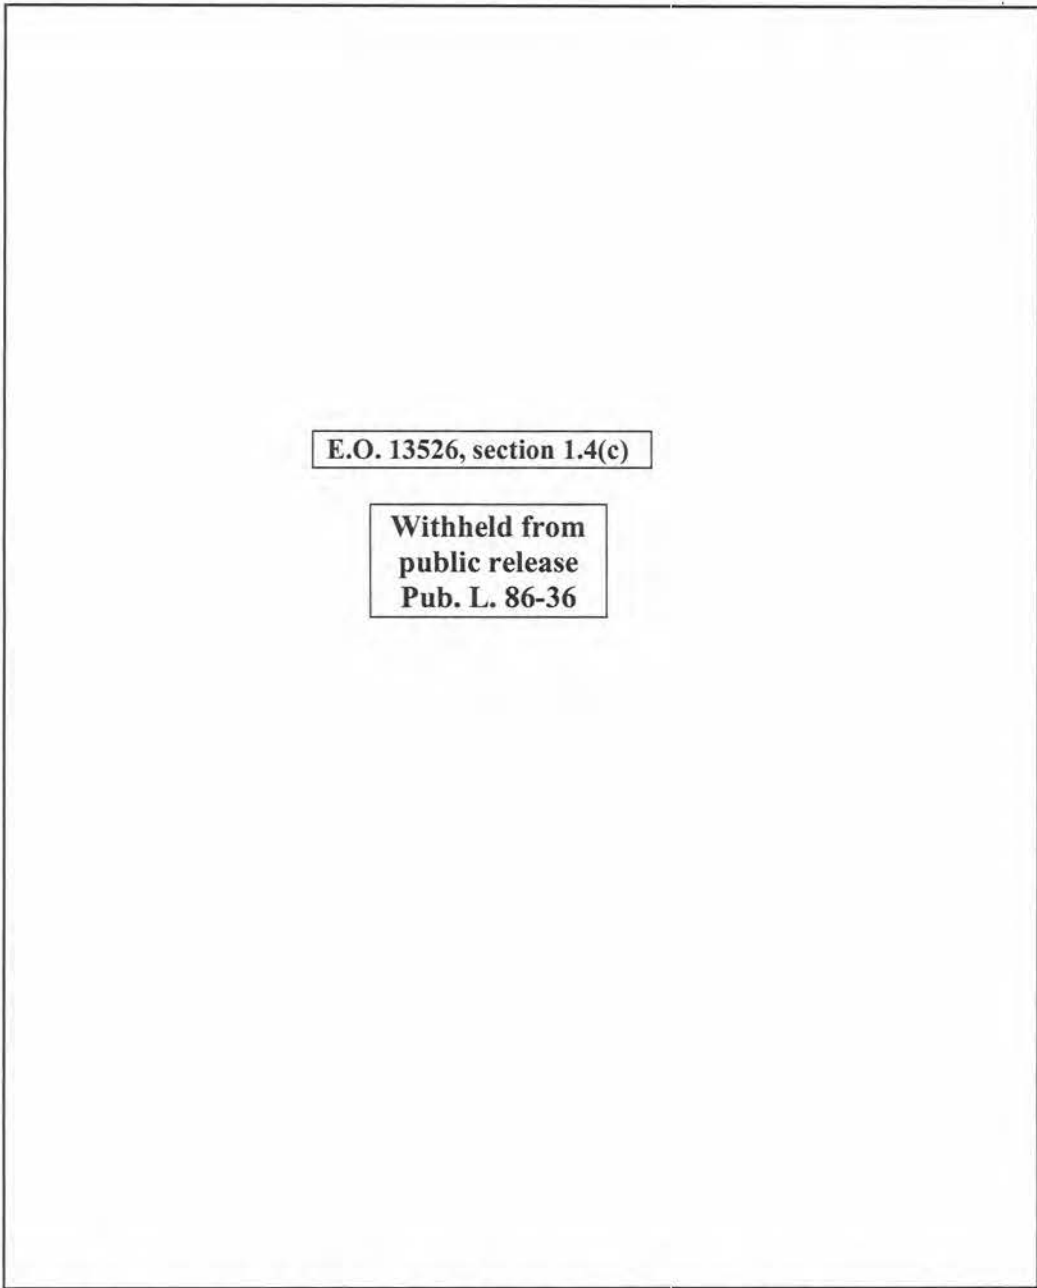 E.O. 13526, section 1.4(c)
Withheld from
public release
Pub. L. 86-36